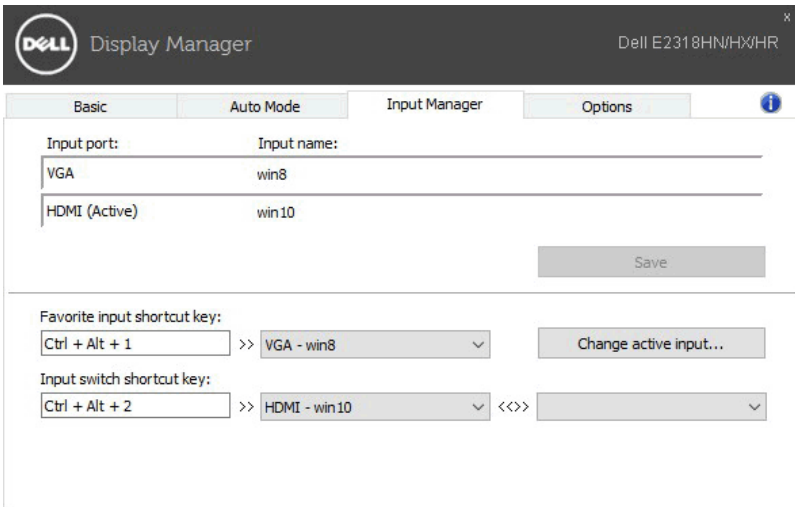 x
DELL Display Manager Dell E2318HN/HX/HR
Basic Auto Mode Input Manager Options i
Input port: Input name:
VGA win8
HDMI (Active) win10
Save
Favorite input shortcut key:
Ctrl + Alt + 1 >> VGA - win8 Change active input...
Input switch shortcut key:
Ctrl + Alt + 2 >> HDMI - win10 <<>>